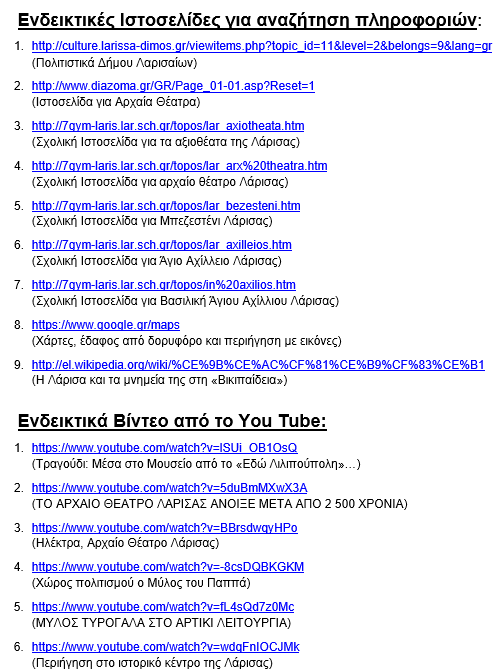 Ενδεικτικές Ιστοσελίδες για αναζήτηση πληροφοριών:
1. http://culture.larissa-dimos.gr/viewitems.php?topic_id=11&level=2&belongs=9&lang=gr
(Πολιτιστικά Δήμου Λαρισαίων)
2. http://www.diazoma.gr/GR/Page_01-01.asp?Reset=1
(Ιστοσελίδα για Αρχαία Θέατρα)
3. http://7gym-laris.lar.sch.gr/topos/lar_axiotheata.htm
(Σχολική Ιστοσελίδα για τα αξιοθέατα της Λάρισας)
4. http://7gym-laris.lar.sch.gr/topos/lar_arx%20theatra.htm
(Σχολική Ιστοσελίδα για αρχαίο θέατρο Λάρισας)
5. http://7gym-laris.lar.sch.gr/topos/lar_bezesteni.htm
(Σχολική Ιστοσελίδα για Μπεζεστένι Λάρισας)
6. http://7gym-laris.lar.sch.gr/topos/lar_axilleios.htm
(Σχολική Ιστοσελίδα για Άγιο Αχίλλειο Λάρισας)
7. http://7gym-laris.lar.sch.gr/topos/in%20axilios.htm
(Σχολική Ιστοσελίδα για Βασιλική Άγιου Αχίλλιου Λάρισας)
8. https://www.google.gr/maps
(Χάρτες, έδαφος από δορυφόρο και περιήγηση με εικόνες)
9. http://el.wikipedia.org/wiki/%CE%9B%CE%AC%CF%81%CE%B9%CF%83%CE%B1
(Η Λάρισα και τα μνημεία της στη «Βικιπαίδεια»)
Ενδεικτικά Βίντεο από το You Tube:
1. https://www.youtube.com/watch?v=lSUi_OB1OsQ
(Τραγούδι: Μέσα στο Μουσείο από το «Εδώ Λιλιπούπολη»…)
2. https://www.youtube.com/watch?v=5duBmMXwX3A
(ΤΟ ΑΡΧΑΙΟ ΘΕΑΤΡΟ ΛΑΡΙΣΑΣ ΑΝΟΙΞΕ ΜΕΤΑ ΑΠΟ 2 500 ΧΡΟΝΙΑ)
3. https://www.youtube.com/watch?v=BBrsdwqyHPo
(Ηλέκτρα, Αρχαίο Θέατρο Λάρισας)
4. https://www.youtube.com/watch?v=-8csDQBKGKM
(Χώρος πολιτισμού ο Μύλος του Παππά)
5. https://www.youtube.com/watch?v=fL4sQd7z0Mc
(ΜΥΛΟΣ ΤΥΡΟΓΑΛΑ ΣΤΟ ΑΡΤΙΚΙ ΛΕΙΤΟΥΡΓΙΑ)
6. https://www.youtube.com/watch?v=wdqFnIOCJMk
(Περιήγηση στο ιστορικό κέντρο της Λάρισας)